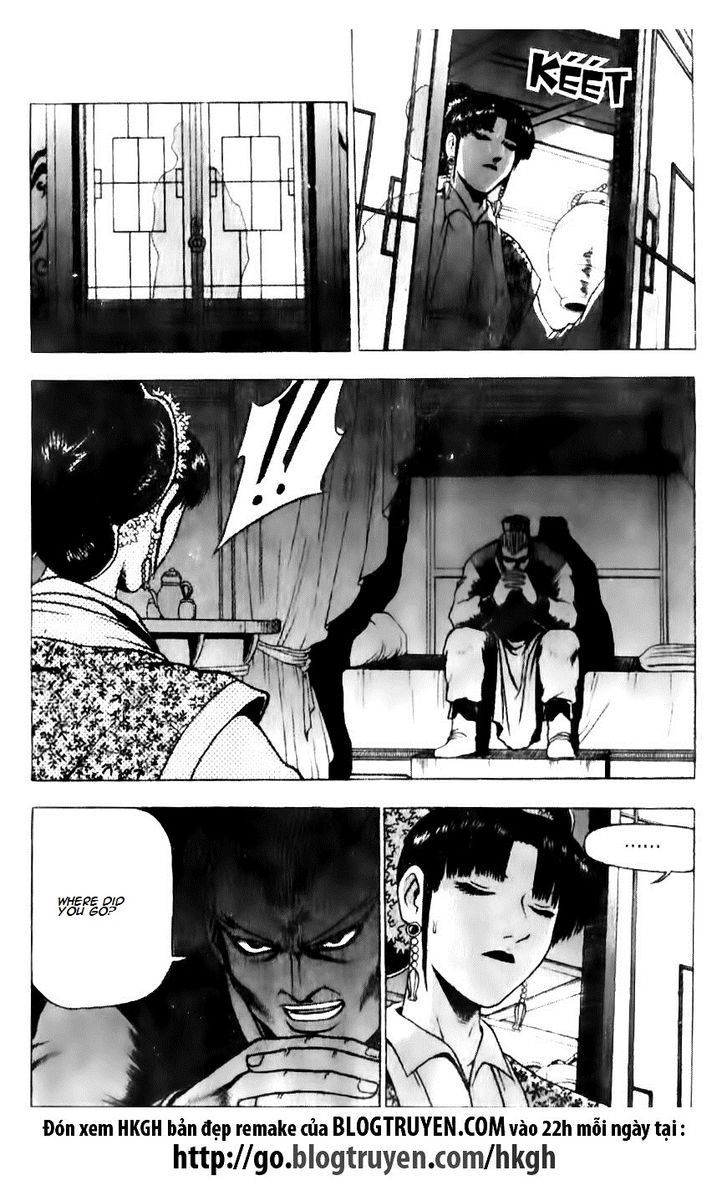 KEET
!!
WHERE DID
YOU GO?
......
Đón xem HKGH bản đẹp remake của BLOGTRUYEN.COM vào 22h mỗi ngày tại :
http://go.blogtruyen.com/hkgh